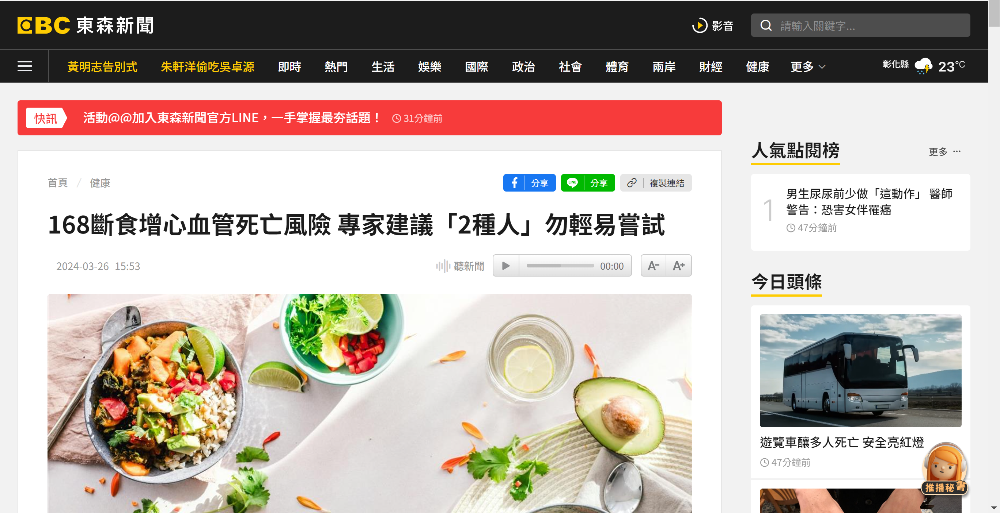 EBC 東森新聞
影音
請輸入關鍵字...
黃明志告別式 朱軒洋偷吃吳卓源 即時 熱門 生活 娛樂 國際 政治 社會 體育 兩岸 財經 健康 更多
彰化縣 23°C
快訊 活動@@加入東森新聞官方LINE，一手掌握最夯話題！ 31分鐘前
首頁 / 健康
分享
LINE 分享
複製連結
168斷食增心血管死亡風險 專家建議「2種人」勿輕易嘗試
2024-03-26 15:53
聽新聞 00:00 A- A+
人氣點閱榜
更多 ...
1
男生尿尿前少做「這動作」 醫師
警告：恐害女伴罹癌
47分鐘前
今日頭條
遊覽車釀多人死亡 安全亮紅燈
47分鐘前
推播秘書